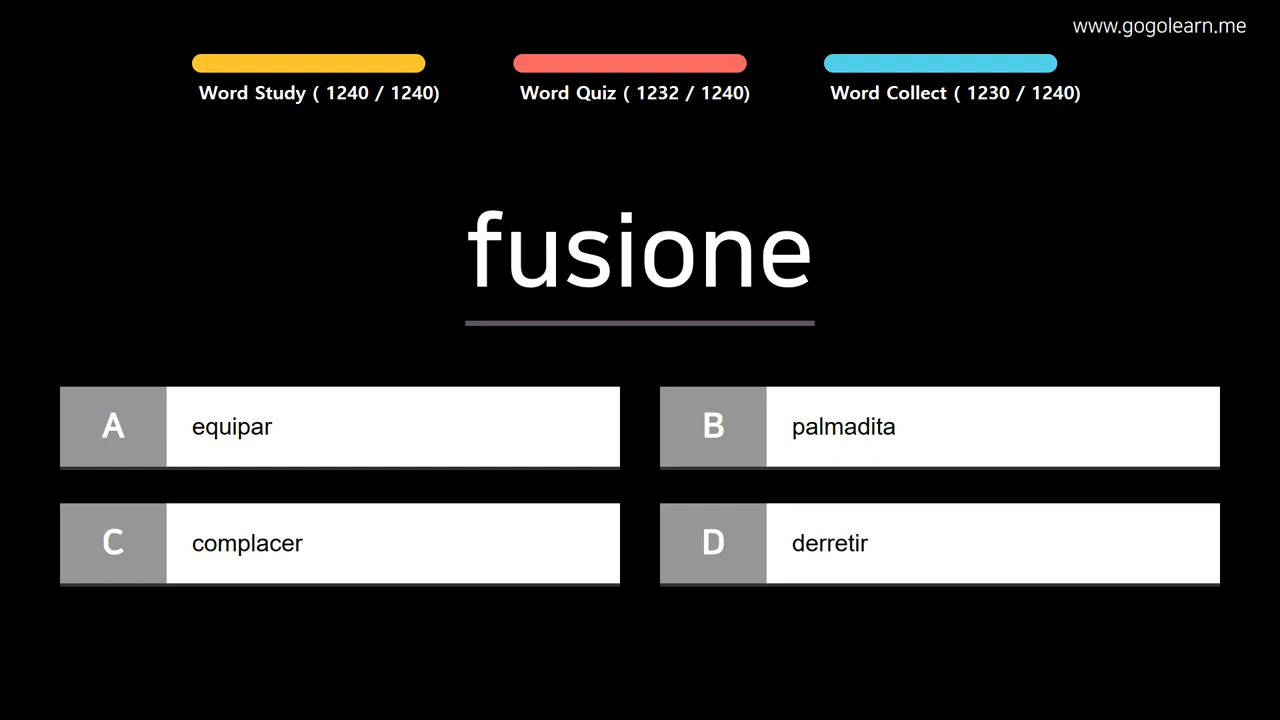 www.gogolearn.me
Word Study ( 1240 / 1240)
Word Quiz ( 1232 / 1240)
Word Collect ( 1230 / 1240)
fusione
A equipar
B palmadita
C complacer
D derretir